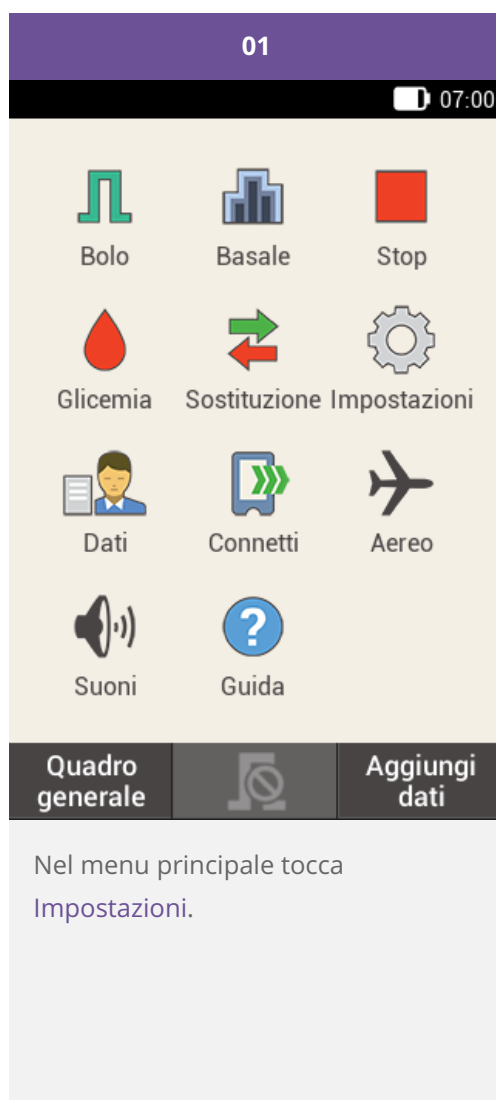 01
07:00
Bolo Basale Stop
Glicemia Sostituzione Impostazioni
Dati Connetti Aereo
Suoni ? Guida
Quadro
generale
Aggiungi
dati
Nel menu principale tocca
Impostazioni.